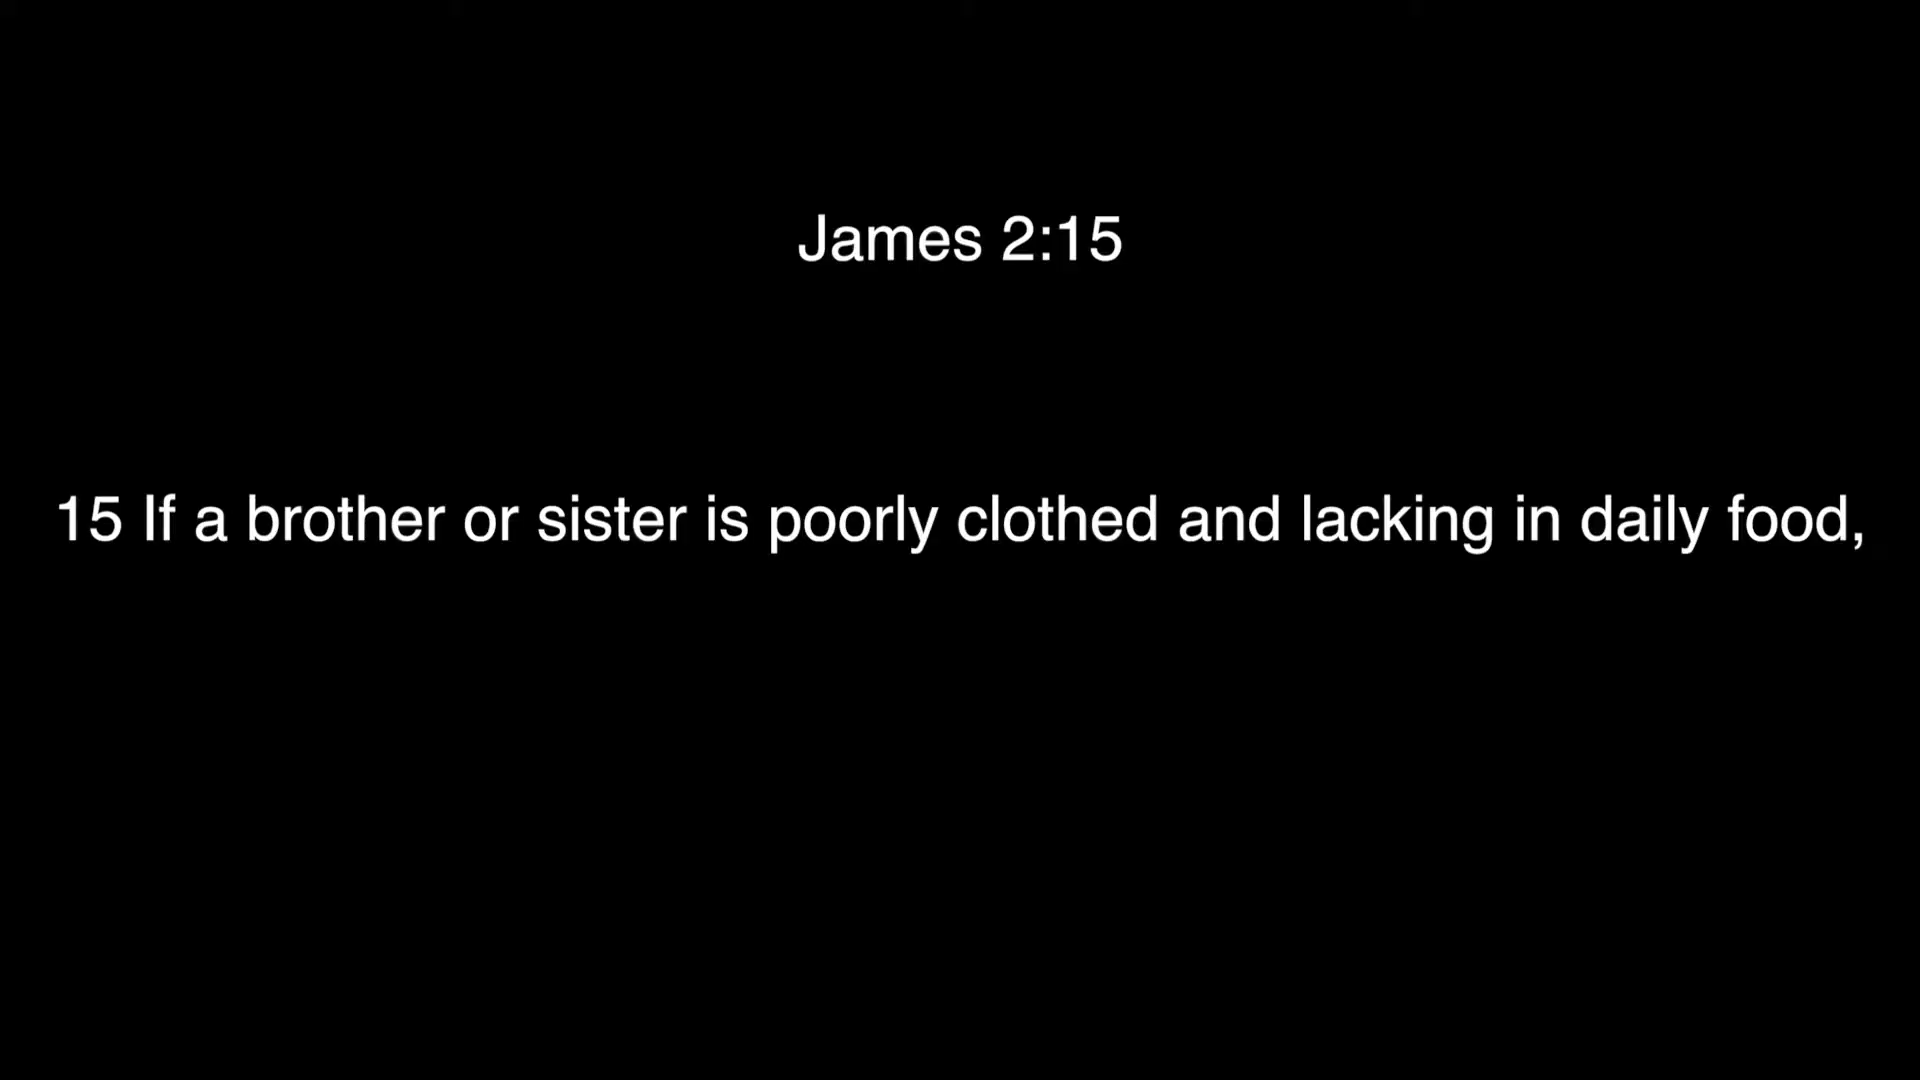 James 2:15
15 If a brother or sister is poorly clothed and lacking in daily food,